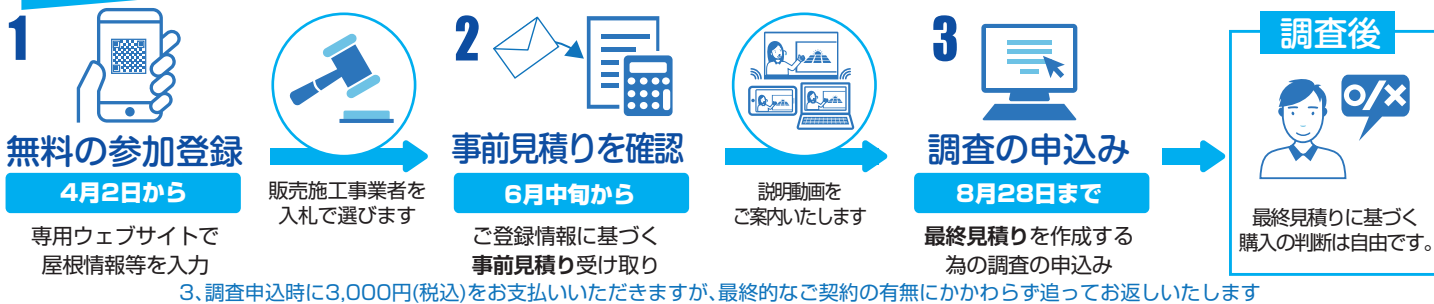 1
無料の参加登録
4月2日から
専用ウェブサイトで
屋根情報等を入力
販売施工事業者を
入札で選びます
2
事前見積りを確認
6月中旬から
ご登録情報に基づく
事前見積り受け取り
説明動画を
ご案内いたします
3
調査の申込み
8月28日まで
最終見積りを作成する
為の調査の申込み
調査後
o/×
最終見積りに基づく
購入の判断は自由です。
3、調査申込時に3,000円(税込)をお支払いいただきますが、最終的なご契約の有無にかかわらず追ってお返しいたします